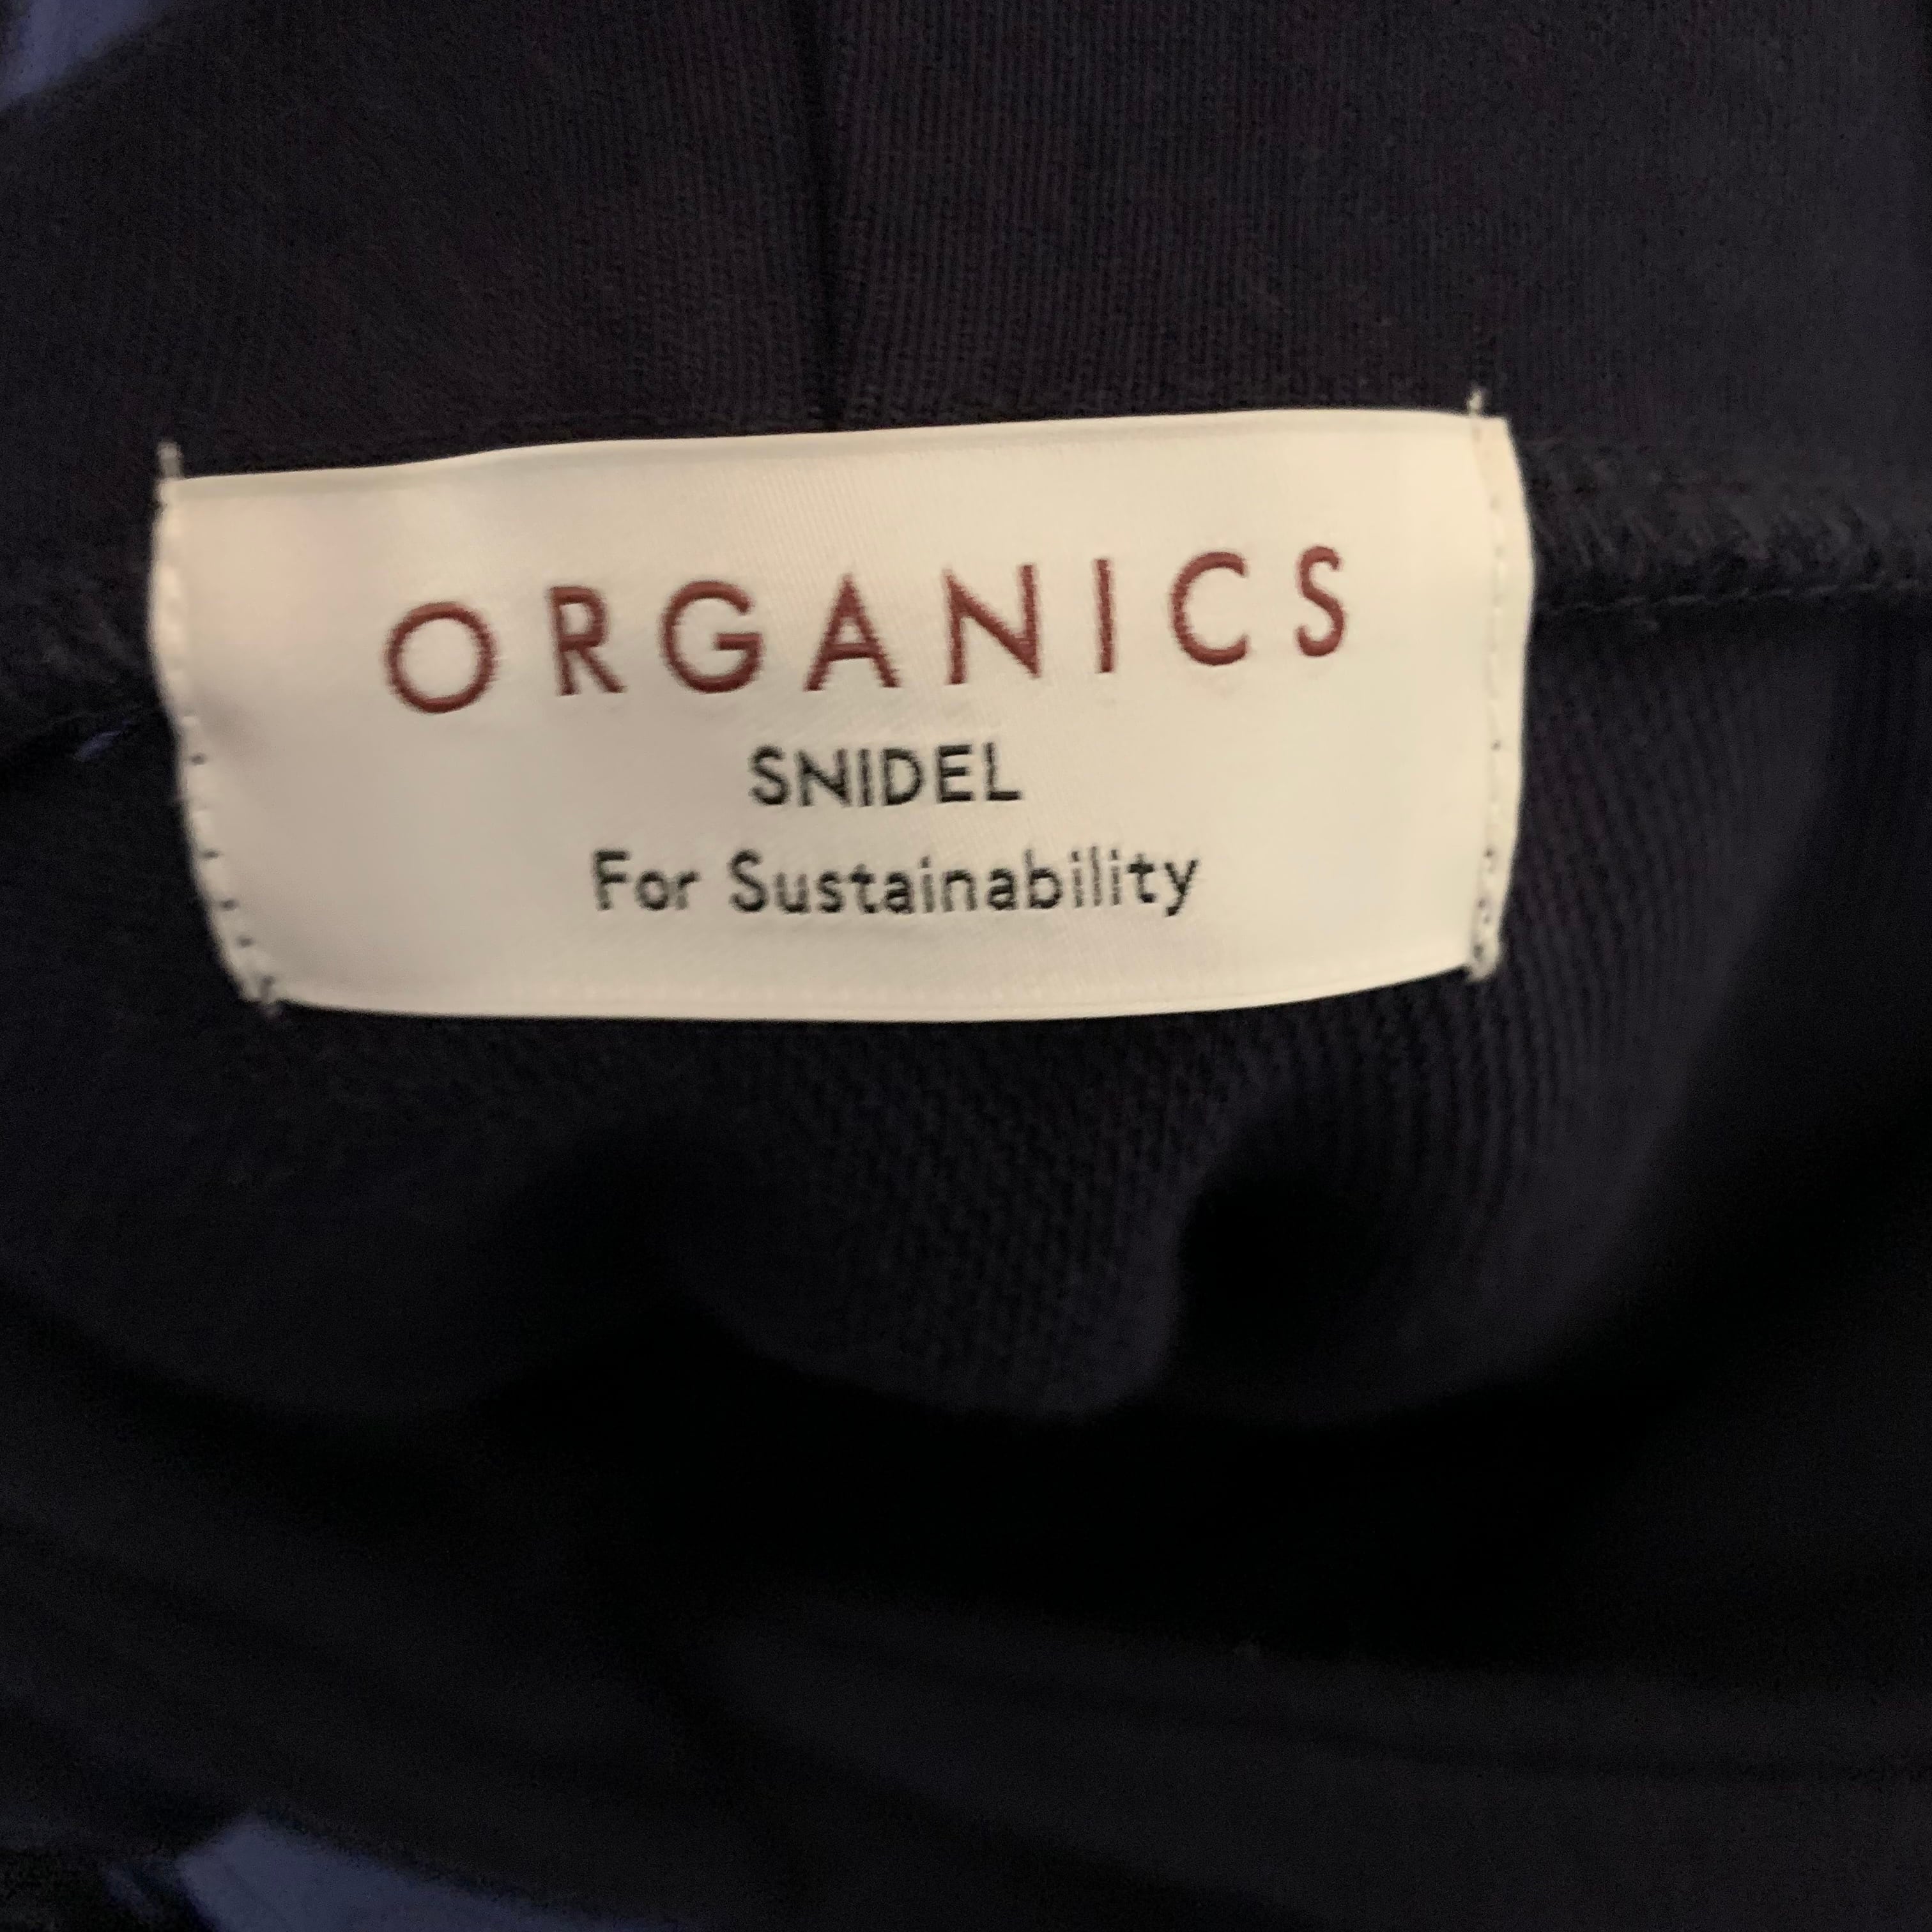 ORGANICS
SNIDEL
For Sustainability